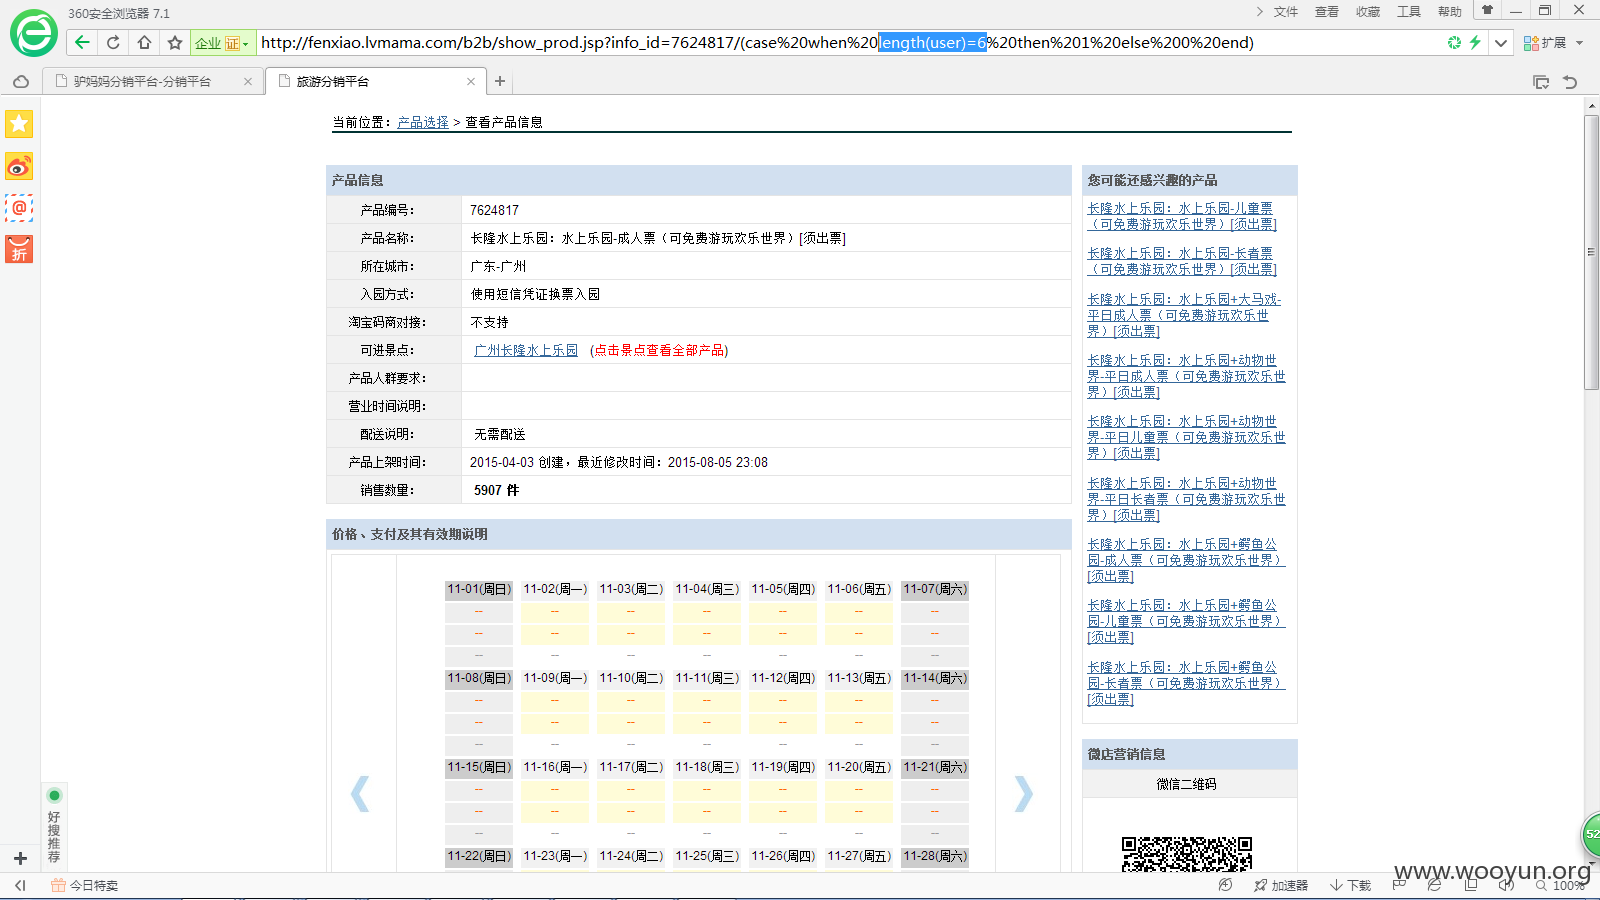 360安全浏览器 7.1
文件 查看 收藏 工具 帮助
企业 证 http://fenxiao.lvmama.com/b2b/show_prod.jsp?info_id=7624817/(case%20when%20length(user)=6%20then%201%20else%200%20end) 扩展
驴妈妈分销平台-分销平台 旅游分销平台
当前位置：产品选择 > 查看产品信息
产品信息
产品编号： 7624817
产品名称： 长隆水上乐园：水上乐园-成人票（可免费游玩欢乐世界）[须出票]
所在城市： 广东-广州
入园方式： 使用短信凭证换票入园
淘宝码商对接： 不支持
可进景点： 广州长隆水上乐园 (点击景点查看全部产品)
产品人群要求：
营业时间说明：
配送说明： 无需配送
产品上架时间： 2015-04-03 创建，最近修改时间：2015-08-05 23:08
销售数量： 5907 件
价格、支付及其有效期说明
11-01(周日) 11-02(周一) 11-03(周二) 11-04(周三) 11-05(周四) 11-06(周五) 11-07(周六)
-- -- -- -- -- -- --
-- -- -- -- -- -- --
-- -- -- -- -- -- --
11-08(周日) 11-09(周一) 11-10(周二) 11-11(周三) 11-12(周四) 11-13(周五) 11-14(周六)
-- -- -- -- -- -- --
-- -- -- -- -- -- --
-- -- -- -- -- -- --
11-15(周日) 11-16(周一) 11-17(周二) 11-18(周三) 11-19(周四) 11-20(周五) 11-21(周六)
-- -- -- -- -- -- --
-- -- -- -- -- -- --
-- -- -- -- -- -- --
11-22(周日) 11-23(周一) 11-24(周二) 11-25(周三) 11-26(周四) 11-27(周五) 11-28(周六)
您可能还感兴趣的产品
长隆水上乐园：水上乐园-儿童票
（可免费游玩欢乐世界）[须出票]
长隆水上乐园：水上乐园-长者票
（可免费游玩欢乐世界）[须出票]
长隆水上乐园：水上乐园+大马戏-
平日成人票（可免费游玩欢乐世
界）[须出票]
长隆水上乐园：水上乐园+动物世
界-平日成人票（可免费游玩欢乐世
界）[须出票]
长隆水上乐园：水上乐园+动物世
界-平日儿童票（可免费游玩欢乐世
界）[须出票]
长隆水上乐园：水上乐园+动物世
界-平日长者票（可免费游玩欢乐世
界）[须出票]
长隆水上乐园：水上乐园+鳄鱼公
园-成人票（可免费游玩欢乐世界）
[须出票]
长隆水上乐园：水上乐园+鳄鱼公
园-儿童票（可免费游玩欢乐世界）
[须出票]
长隆水上乐园：水上乐园+鳄鱼公
园-长者票（可免费游玩欢乐世界）
[须出票]
微店营销信息
微信二维码
折
好搜推荐
52
www.wooyun.org
今日特卖 加速器 下载 100%